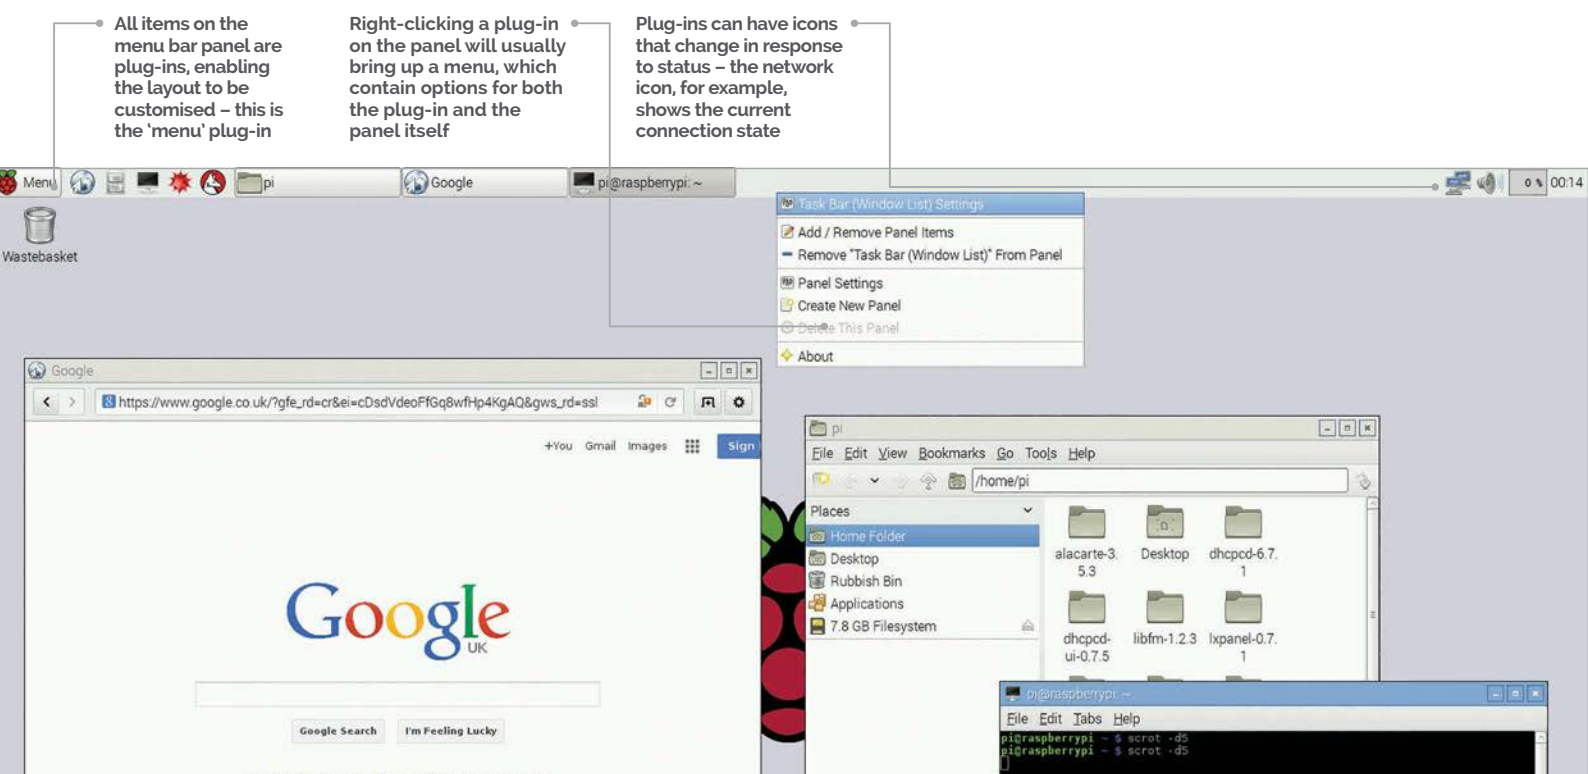 All items on the
menu bar panel are
plug-ins, enabling
the layout to be
customised – this is
the ‘menu’ plug-in
Right-clicking a plug-in
on the panel will usually
bring up a menu, which
contain options for both
the plug-in and the
panel itself
Plug-ins can have icons
that change in response
to status – the network
icon, for example,
shows the current
connection state
Menu pi Google pi@raspberrypi: ~ 0 % 00:14
Wastebasket
Task Bar (Window List) Settings
Add / Remove Panel Items
Remove "Task Bar (Window List)" From Panel
Panel Settings
Create New Panel
Delete This Panel
About
Google
https://www.google.co.uk/?gfe_rd=cr&ei=cDsdVdeoFfGq8wfHp4KgAQ&gws_rd=ssl
+You Gmail Images Sign
Google
UK
Google Search I'm Feeling Lucky
pi
File Edit View Bookmarks Go Tools Help
/home/pi
Places
Home Folder
Desktop
Rubbish Bin
Applications
7.8 GB Filesystem
alacarte-3.
5.3
Desktop
dhcpcd-6.7.
1
dhcpcd-
ui-0.7.5
libfm-1.2.3
lxpanel-0.7.
1
pi@raspberrypi: ~
File Edit Tabs Help
pi@raspberrypi ~ $ scrot -d5
pi@raspberrypi ~ $ scrot -d5